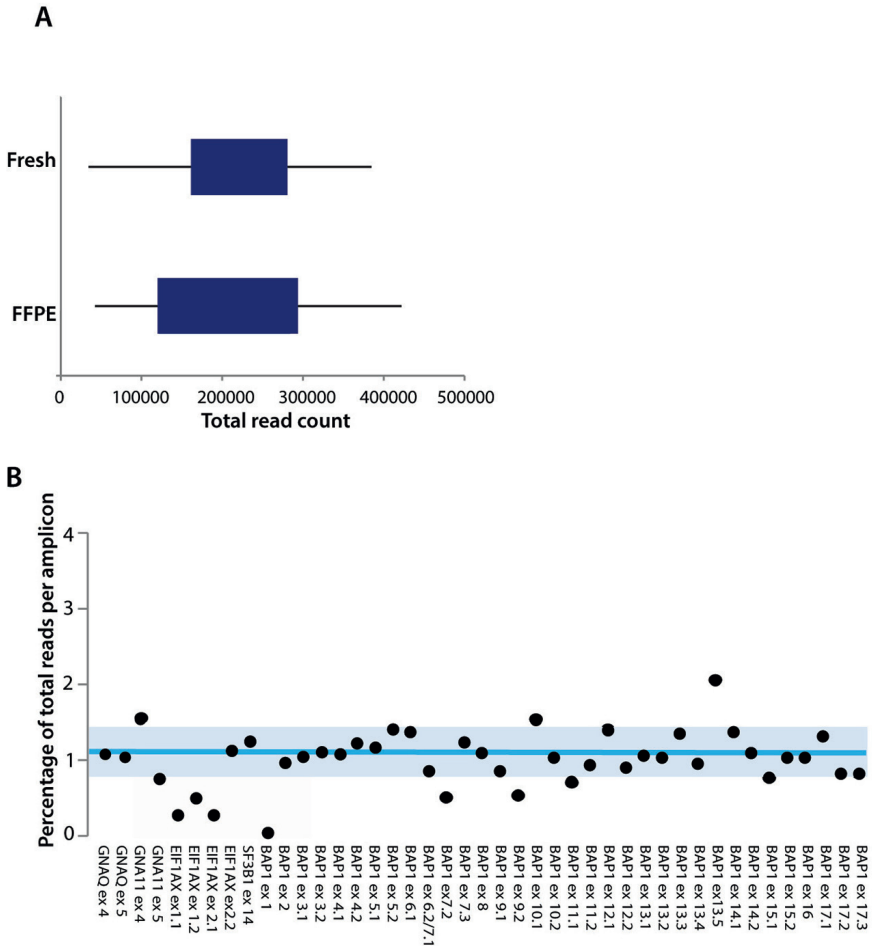 A
Fresh
FFPE
0 100000 200000 300000 400000 500000
Total read count
B
Percentage of total reads per amplicon
4
3
2
1
0
GNAQ ex 4
GNAQ ex 5
GNA11 ex 4
GNA11 ex 5
EIF1AX ex1.1
EIF1AX ex 1.2
EIF1AX ex 2.1
EIF1AX ex2.2
SF3B1 ex 14
BAP1 ex 1
BAP1 ex 2
BAP1 ex 3.1
BAP1 ex 3.2
BAP1 ex 4.1
BAP1 ex 4.2
BAP1 ex 5.1
BAP1 ex 5.2
BAP1 ex 6.1
BAP1 ex 6.2/7.1
BAP1 ex7.2
BAP1 ex 7.3
BAP1 ex 8
BAP1 ex 9.1
BAP1 ex 9.2
BAP1 ex 10.1
BAP1 ex 10.2
BAP1 ex 11.1
BAP1 ex 11.2
BAP1 ex 12.1
BAP1 ex 12.2
BAP1 ex 13.1
BAP1 ex 13.2
BAP1 ex 13.3
BAP1 ex 13.4
BAP1 ex13.5
BAP1 ex 14.1
BAP1 ex 14.2
BAP1 ex 15.1
BAP1 ex 15.2
BAP1 ex 16
BAP1 ex 17.1
BAP1 ex 17.2
BAP1 ex 17.3